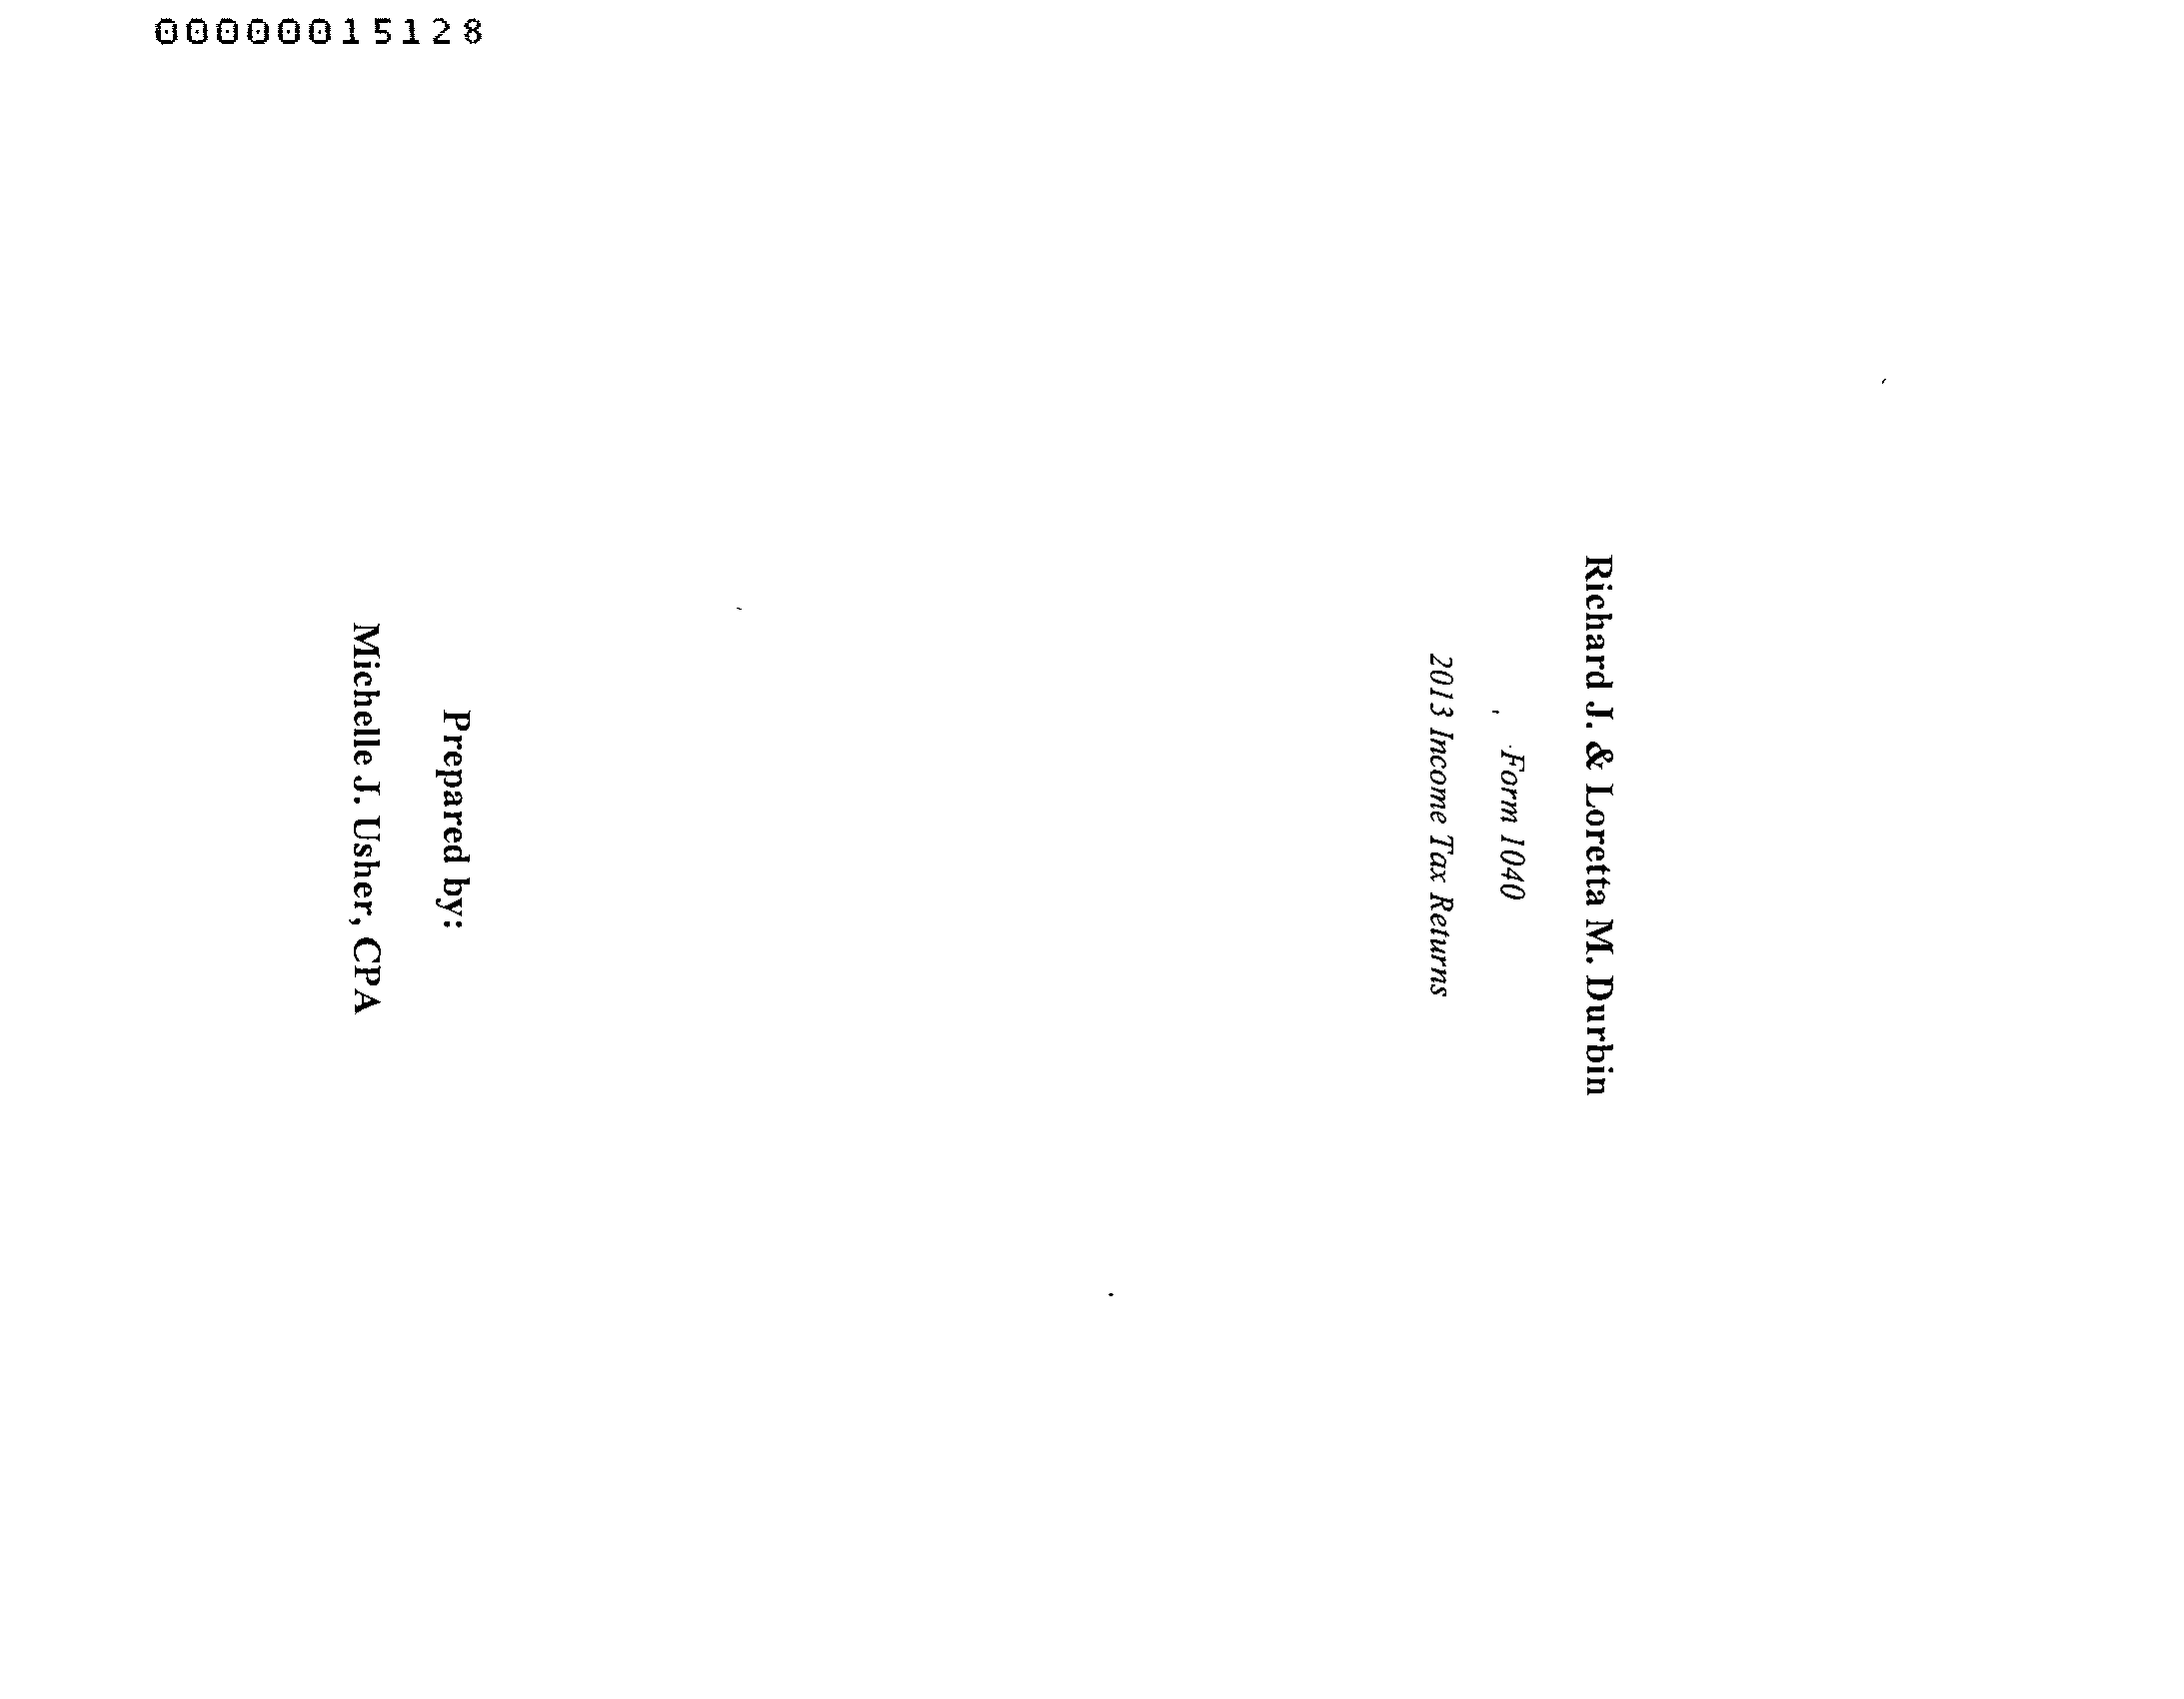 00000015128
Richard J. & Loretta M. Durbin
Form 1040
2013 Income Tax Returns
Prepared by:
Michelle J. Usher, CPA